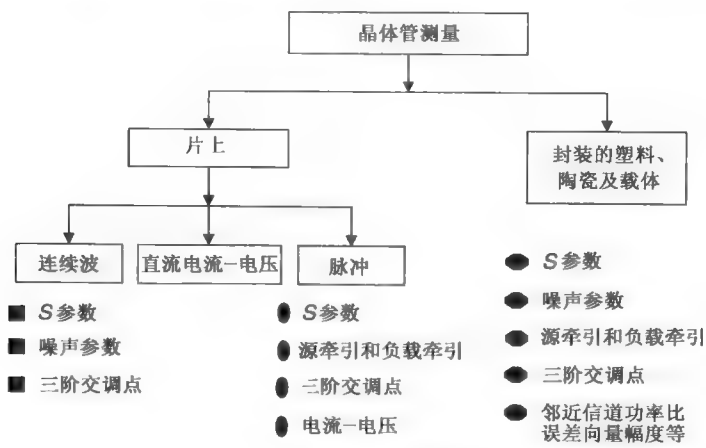 晶体管测量
片上
封装的塑料、
陶瓷及载体
连续波
直流电流-电压
脉冲
S参数
噪声参数
三阶交调点
S参数
源牵引和负载牵引
三阶交调点
电流-电压
S参数
噪声参数
源牵引和负载牵引
三阶交调点
邻近信道功率比
误差向量幅度等